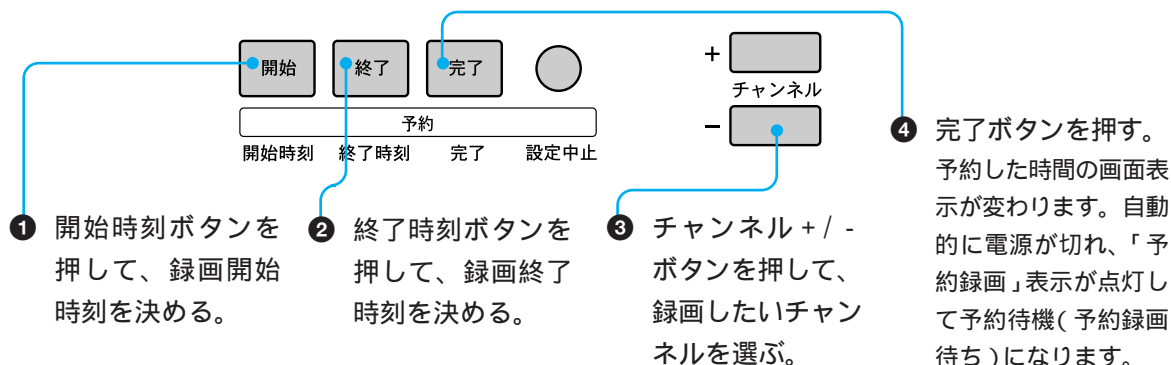 開始 終了 完了
+
チャンネル
−
予約
開始時刻 終了時刻 完了 設定中止
❶ 開始時刻ボタンを
押して、録画開始
時刻を決める。
❷ 終了時刻ボタンを
押して、録画終了
時刻を決める。
❸ チャンネル + / -
ボタンを押して、
録画したいチャン
ネルを選ぶ。
❹ 完了ボタンを押す。
予約した時間の画面表
示が変わります。自動
的に電源が切れ、「予
約録画」表示が点灯し
て予約待機(予約録画
待ち)になります。